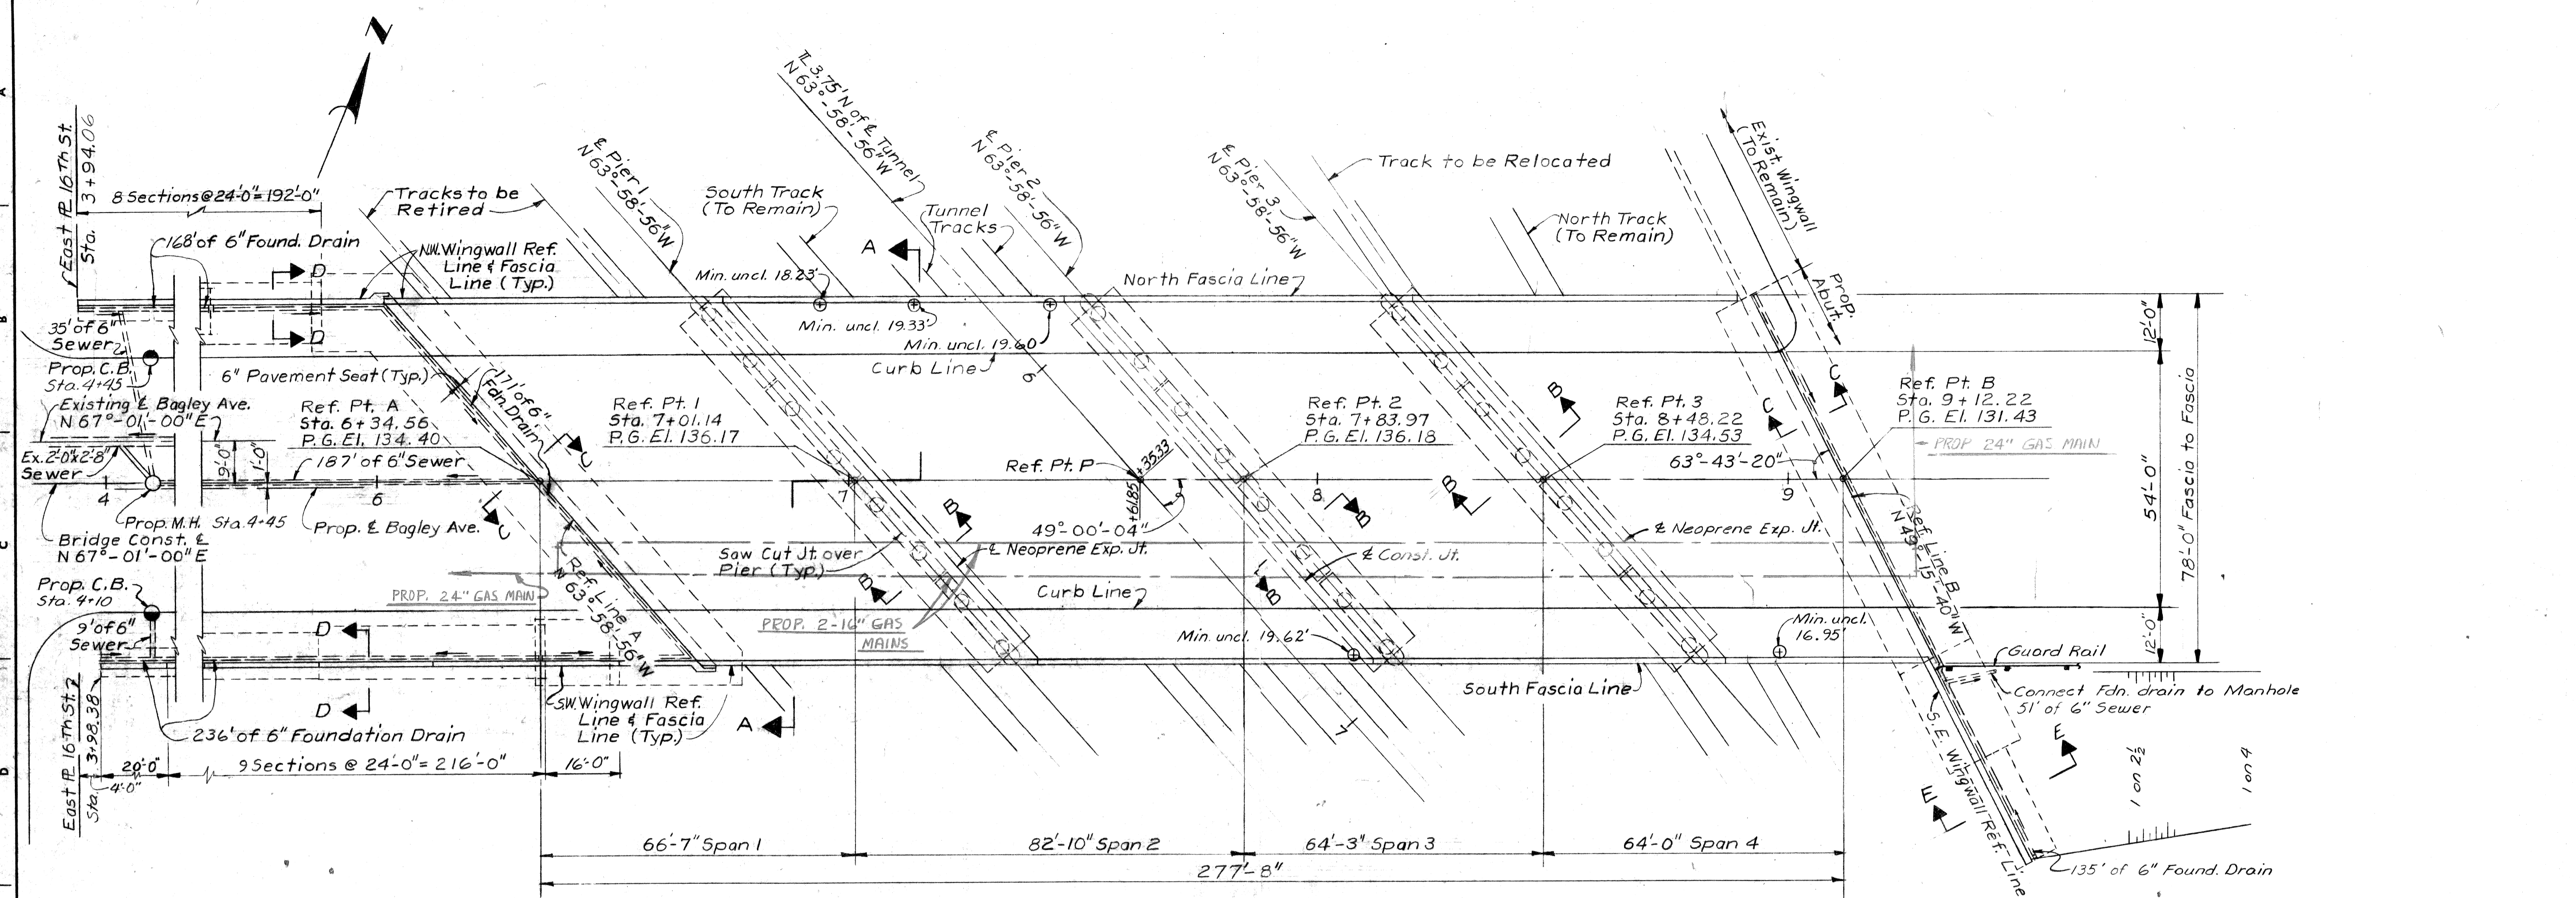 N
East ⅊ 16th St.
Sta. 3+94.06
8 Sections @ 24'-0" = 192'-0"
168' of 6" Found. Drain
Tracks to be
Retired
N.W. Wingwall Ref.
Line & Fascia
Line (Typ.)
℄ Pier 1
N 63°-58'-56" W
South Track
(To Remain)
Min. uncl. 18.23'
A
3.75' N of ℄ Tunnel
N 63°-58'-56" W
Tunnel
Tracks
Min. uncl. 19.33'
Min. uncl. 19.60
℄ Pier 2
N 63°-58'-56" W
North Fascia Line
℄ Pier 3
N 63°-58'-56" W
Track to be Relocated
North Track
(To Remain)
Exist. Wingwall
(To Remain)
Prop.
Abut.
12'-0"
54'-0"
12'-0"
78'-0" Fascia to Fascia
D
D
35' of 6"
Sewer
Prop. C.B.
Sta. 4+45
6" Pavement Seat (Typ.)
171' of 6"
Fdn. Drain
Curb Line
6
Existing ℄ Bagley Ave.
N 67°-01'-00" E
Ex. 2'-0"x2'-8"
Sewer
9'-0"
1'-0"
187' of 6" Sewer
Ref. Pt. A
Sta. 6+34.56
P.G. El. 134.40
Ref. Pt. 1
Sta. 7+01.14
P.G. El. 136.17
Ref. Pt. P
+35.33
+61.85
49°-00'-04"
Ref. Pt. 2
Sta. 7+83.97
P.G. El. 136.18
Ref. Pt. 3
Sta. 8+48.22
P.G. El. 134.53
63°-43'-20"
Ref. Pt. B
Sta. 9+12.22
P.G. El. 131.43
PROP 24" GAS MAIN
C
C
C
C
B
B
B
B
B
B
4
6
7
8
9
Prop. M.H. Sta. 4+45
Prop. ℄ Bagley Ave.
Bridge Const. ℄
N 67°-01'-00" E
Prop. C.B.
Sta. 4+10
9' of 6"
Sewer
PROP. 24" GAS MAIN
Ref. Line A
N 63°-58'-56" W
Saw Cut Jt. over
Pier (Typ.)
℄ Neoprene Exp. Jt.
PROP. 2-16" GAS
MAINS
Curb Line
℄ Const. Jt.
℄ Neoprene Exp. Jt.
Ref. Line B
N 49°-15'-40" W
Min. uncl. 19.62'
Min. uncl.
16.95'
Guard Rail
Connect Fdn. drain to Manhole
51' of 6" Sewer
D
D
S.W. Wingwall Ref.
Line & Fascia
Line (Typ.)
A
South Fascia Line
7
S.E. Wingwall Ref. Line
E
E
1 on 2½
1 on 4
East ⅊ 16th St.
Sta. 3+98.38
236' of 6" Foundation Drain
20'-0"
4'-0"
9 Sections @ 24'-0" = 216'-0"
16'-0"
66'-7" Span 1
82'-10" Span 2
64'-3" Span 3
64'-0" Span 4
277'-8"
135' of 6" Found. Drain
A
B
C
D